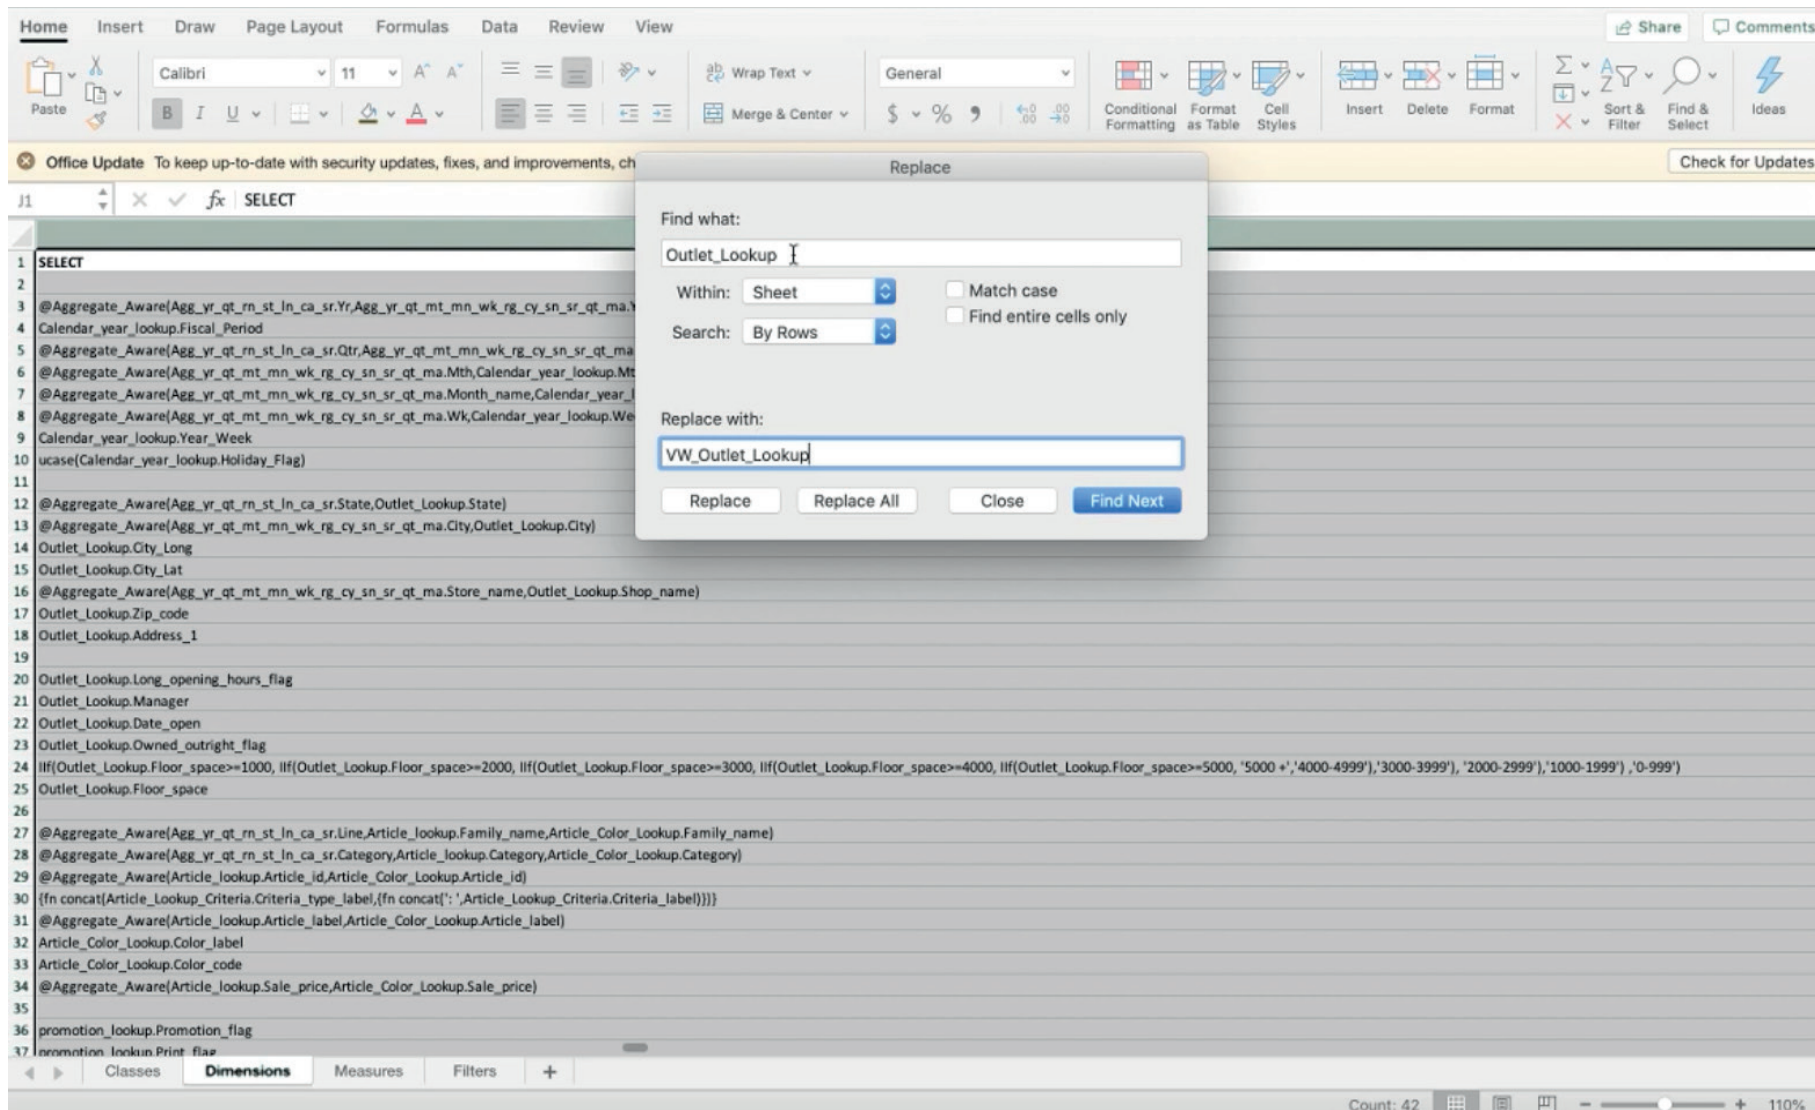 Home Insert Draw Page Layout Formulas Data Review View Share Comments
Calibri 11 A^ A˅ Wrap Text General
Paste B I U A Merge & Center $ % , Conditional Formatting Format as Table Cell Styles Insert Delete Format Sort & Filter Find & Select Ideas
Office Update To keep up-to-date with security updates, fixes, and improvements, ch
Check for Updates
J1 fx SELECT
Replace
Find what:
Outlet_Lookup
Within: Sheet
Match case
Find entire cells only
Search: By Rows
Replace with:
VW_Outlet_Lookup
Replace Replace All Close Find Next
1 SELECT
2
3 @Aggregate_Aware(Agg_yr_qt_rn_st_ln_ca_sr.Yr,Agg_yr_qt_mt_mn_wk_rg_cy_sn_sr_qt_ma.Y
4 Calendar_year_lookup.Fiscal_Period
5 @Aggregate_Aware(Agg_yr_qt_rn_st_ln_ca_sr.Qtr,Agg_yr_qt_mt_mn_wk_rg_cy_sn_sr_qt_ma
6 @Aggregate_Aware(Agg_yr_qt_mt_mn_wk_rg_cy_sn_sr_qt_ma.Mth,Calendar_year_lookup.Mt
7 @Aggregate_Aware(Agg_yr_qt_mt_mn_wk_rg_cy_sn_sr_qt_ma.Month_name,Calendar_year_l
8 @Aggregate_Aware(Agg_yr_qt_mt_mn_wk_rg_cy_sn_sr_qt_ma.Wk,Calendar_year_lookup.We
9 Calendar_year_lookup.Year_Week
10 ucase(Calendar_year_lookup.Holiday_Flag)
11
12 @Aggregate_Aware(Agg_yr_qt_rn_st_ln_ca_sr.State,Outlet_Lookup.State)
13 @Aggregate_Aware(Agg_yr_qt_mt_mn_wk_rg_cy_sn_sr_qt_ma.City,Outlet_Lookup.City)
14 Outlet_Lookup.City_Long
15 Outlet_Lookup.City_Lat
16 @Aggregate_Aware(Agg_yr_qt_mt_mn_wk_rg_cy_sn_sr_qt_ma.Store_name,Outlet_Lookup.Shop_name)
17 Outlet_Lookup.Zip_code
18 Outlet_Lookup.Address_1
19
20 Outlet_Lookup.Long_opening_hours_flag
21 Outlet_Lookup.Manager
22 Outlet_Lookup.Date_open
23 Outlet_Lookup.Owned_outright_flag
24 IIf(Outlet_Lookup.Floor_space>=1000, IIf(Outlet_Lookup.Floor_space>=2000, IIf(Outlet_Lookup.Floor_space>=3000, IIf(Outlet_Lookup.Floor_space>=4000, IIf(Outlet_Lookup.Floor_space>=5000, '5000 +','4000-4999'),'3000-3999'), '2000-2999'),'1000-1999') ,'0-999')
25 Outlet_Lookup.Floor_space
26
27 @Aggregate_Aware(Agg_yr_qt_rn_st_ln_ca_sr.Line,Article_lookup.Family_name,Article_Color_Lookup.Family_name)
28 @Aggregate_Aware(Agg_yr_qt_rn_st_ln_ca_sr.Category,Article_lookup.Category,Article_Color_Lookup.Category)
29 @Aggregate_Aware(Article_lookup.Article_id,Article_Color_Lookup.Article_id)
30 {fn concat(Article_Lookup_Criteria.Criteria_type_label,{fn concat(': ',Article_Lookup_Criteria.Criteria_label)})}
31 @Aggregate_Aware(Article_lookup.Article_label,Article_Color_Lookup.Article_label)
32 Article_Color_Lookup.Color_label
33 Article_Color_Lookup.Color_code
34 @Aggregate_Aware(Article_lookup.Sale_price,Article_Color_Lookup.Sale_price)
35
36 promotion_lookup.Promotion_flag
37 promotion_lookup.Print_flag
Classes Dimensions Measures Filters +
Count: 42 - + 110%